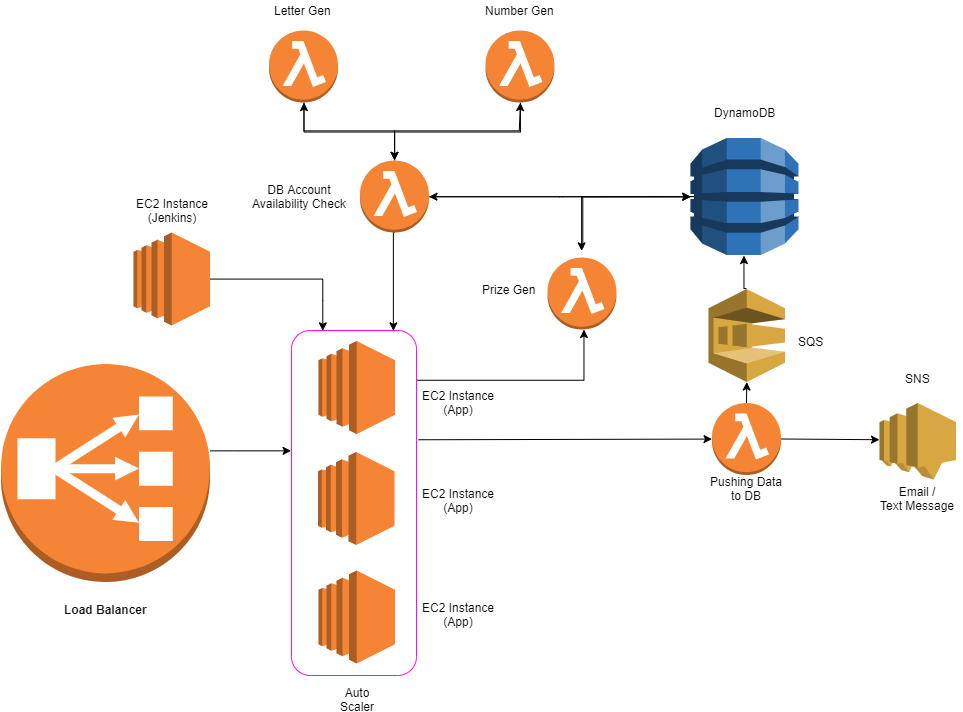 Letter Gen
Number Gen
DynamoDB
DB Account
Availability Check
EC2 Instance
(Jenkins)
Prize Gen
SQS
SNS
EC2 Instance
(App)
Pushing Data
to DB
Email /
Text Message
EC2 Instance
(App)
EC2 Instance
(App)
Load Balancer
Auto
Scaler